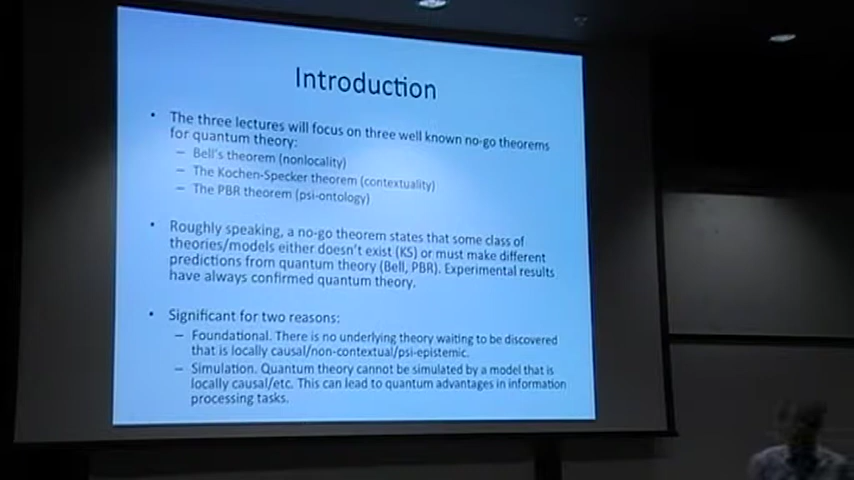 Introduction
• The three lectures will focus on three well known no-go theorems
for quantum theory:
– Bell's theorem (nonlocality)
– The Kochen-Specker theorem (contextuality)
– The PBR theorem (psi-ontology)
• Roughly speaking, a no-go theorem states that some class of
theories/models either doesn't exist (KS) or must make different
predictions from quantum theory (Bell, PBR). Experimental results
have always confirmed quantum theory.
• Significant for two reasons:
– Foundational. There is no underlying theory waiting to be discovered
that is locally causal/non-contextual/psi-epistemic.
– Simulation. Quantum theory cannot be simulated by a model that is
locally causal/etc. This can lead to quantum advantages in information
processing tasks.